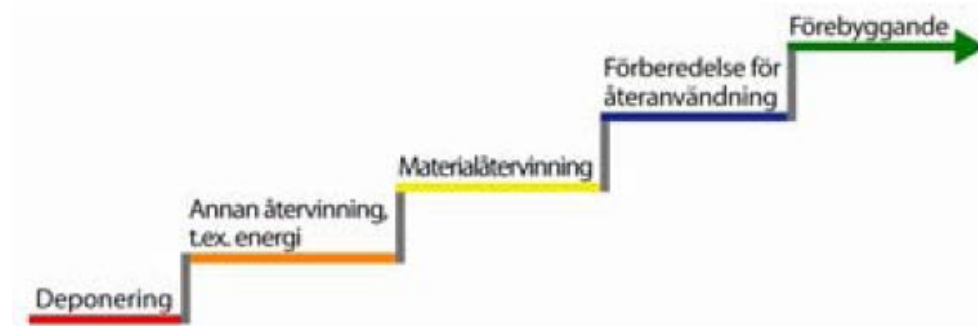 Förebyggande
Förberedelse för
återanvändning
Materialåtervinning
Annan återvinning,
t.ex. energi
Deponering